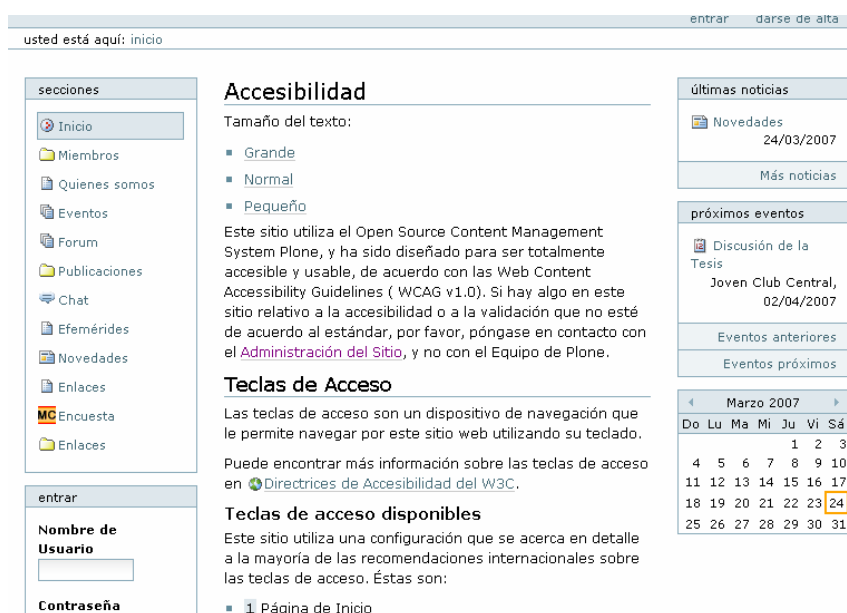 entrar darse de alta
usted está aquí: inicio
secciones
Inicio
Miembros
Quienes somos
Eventos
Forum
Publicaciones
Chat
Efemérides
Novedades
Enlaces
MC Encuesta
Enlaces
entrar
Nombre de
Usuario
Contraseña
Accesibilidad
Tamaño del texto:
Grande
Normal
Pequeño
Este sitio utiliza el Open Source Content Management
System Plone, y ha sido diseñado para ser totalmente
accesible y usable, de acuerdo con las Web Content
Accessibility Guidelines ( WCAG v1.0). Si hay algo en este
sitio relativo a la accesibilidad o a la validación que no esté
de acuerdo al estándar, por favor, póngase en contacto con
el Administración del Sitio, y no con el Equipo de Plone.
Teclas de Acceso
Las teclas de acceso son un dispositivo de navegación que
le permite navegar por este sitio web utilizando su teclado.
Puede encontrar más información sobre las teclas de acceso
en Directrices de Accesibilidad del W3C.
Teclas de acceso disponibles
Este sitio utiliza una configuración que se acerca en detalle
a la mayoría de las recomendaciones internacionales sobre
las teclas de acceso. Éstas son:
1 Página de Inicio
últimas noticias
Novedades
24/03/2007
Más noticias
próximos eventos
Discusión de la
Tesis
Joven Club Central,
02/04/2007
Eventos anteriores
Eventos próximos
Marzo 2007
Do Lu Ma Mi Ju Vi Sá
1 2 3
4 5 6 7 8 9 10
11 12 13 14 15 16 17
18 19 20 21 22 23 24
25 26 27 28 29 30 31